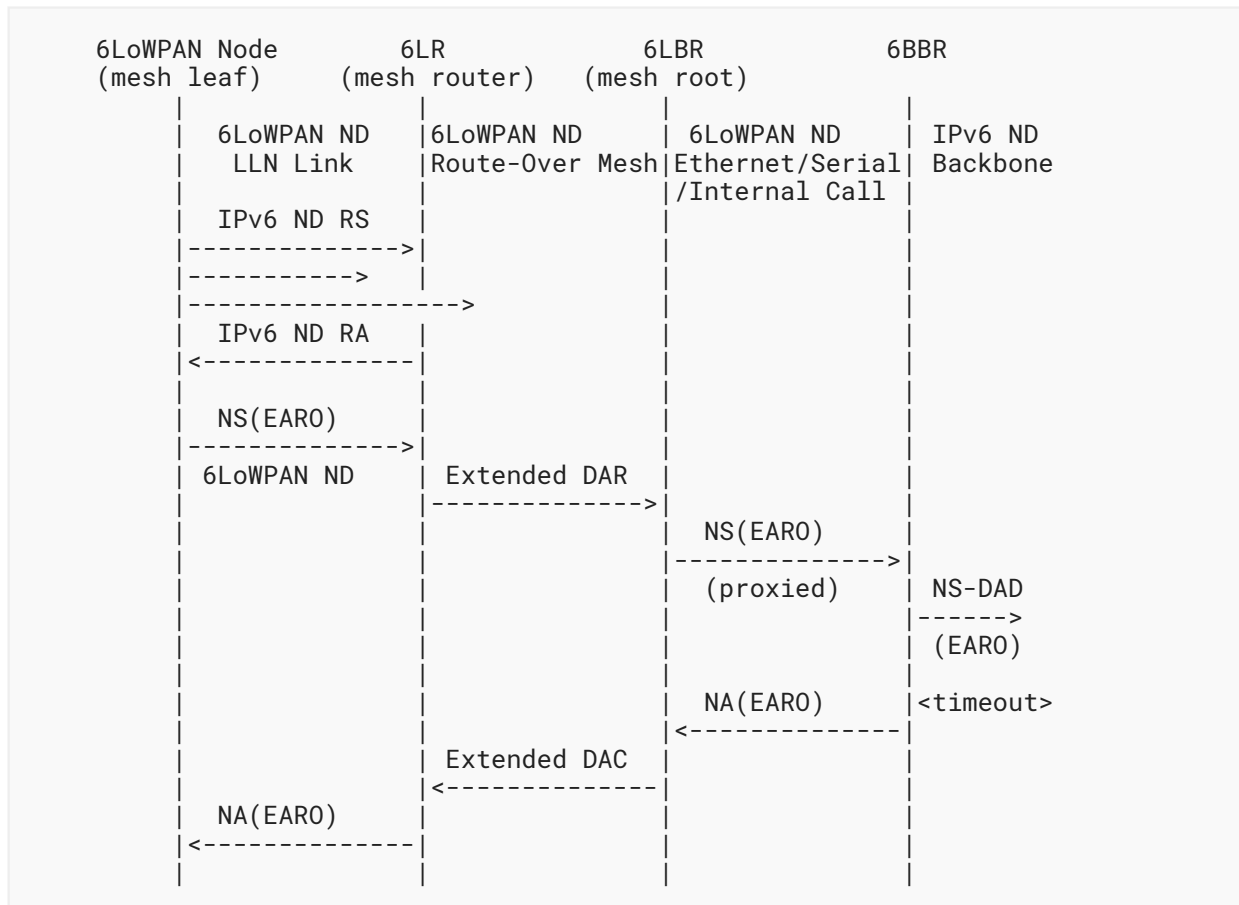 6LoWPAN Node        6LR             6LBR            6BBR
(mesh leaf)     (mesh router)   (mesh root)
     |               |               |               |
     |  6LoWPAN ND   |6LoWPAN ND     | 6LoWPAN ND    | IPv6 ND
     |   LLN Link    |Route-Over Mesh|Ethernet/Serial| Backbone
     |               |               |/Internal Call |
     |  IPv6 ND RS   |               |               |
     |-------------->|               |               |
     |----------->   |               |               |
     |------------------>            |               |
     |  IPv6 ND RA   |               |               |
     |<--------------|               |               |
     |               |               |               |
     |  NS(EARO)     |               |               |
     |-------------->|               |               |
     | 6LoWPAN ND    | Extended DAR  |               |
     |               |-------------->|               |
     |               |               |  NS(EARO)     |
     |               |               |-------------->|
     |               |               |  (proxied)    | NS-DAD
     |               |               |               |------>
     |               |               |               | (EARO)
     |               |               |               |
     |               |               |  NA(EARO)     |<timeout>
     |               |               |<--------------|
     |               | Extended DAC  |               |
     |               |<--------------|               |
     |  NA(EARO)     |               |               |
     |<--------------|               |               |
     |               |               |               |